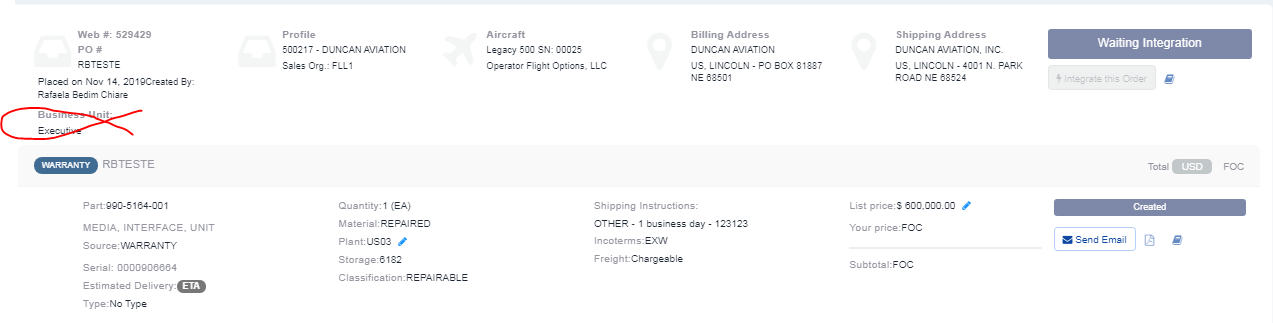 Web #: 529429
PO #
RBTESTE
Placed on Nov 14, 2019Created By:
Rafaela Bedim Chiare
Business Unit:
Executive
Profile
500217 - DUNCAN AVIATION
Sales Org.: FLL1
Aircraft
Legacy 500 SN: 00025
Operator Flight Options, LLC
Billing Address
DUNCAN AVIATION
US, LINCOLN - PO BOX 81887
NE 68501
Shipping Address
DUNCAN AVIATION, INC.
US, LINCOLN - 4001 N. PARK
ROAD NE 68524
Waiting Integration
Integrate this Order
WARRANTY RBTESTE
Total USD FOC
Part:990-5164-001
MEDIA, INTERFACE, UNIT
Source:WARRANTY
Serial: 0000906664
Estimated Delivery: ETA
Type:No Type
Quantity:1 (EA)
Material:REPAIRED
Plant:US03
Storage:6182
Classification:REPAIRABLE
Shipping Instructions:
OTHER - 1 business day - 123123
Incoterms:EXW
Freight:Chargeable
List price:$ 600,000.00
Your price:FOC
Subtotal:FOC
Created
Send Email